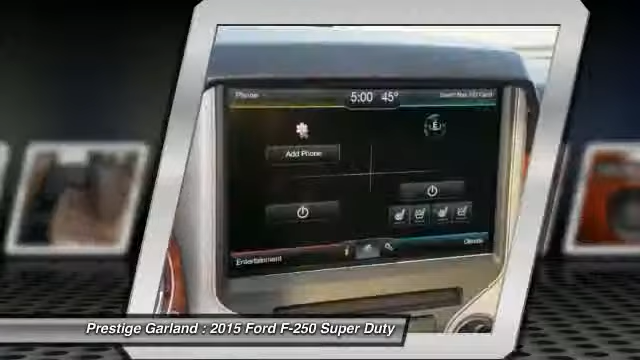 Phone
5:00 45°
Add Phone
Entertainment
Climate
Prestige Garland : 2015 Ford F-250 Super Duty